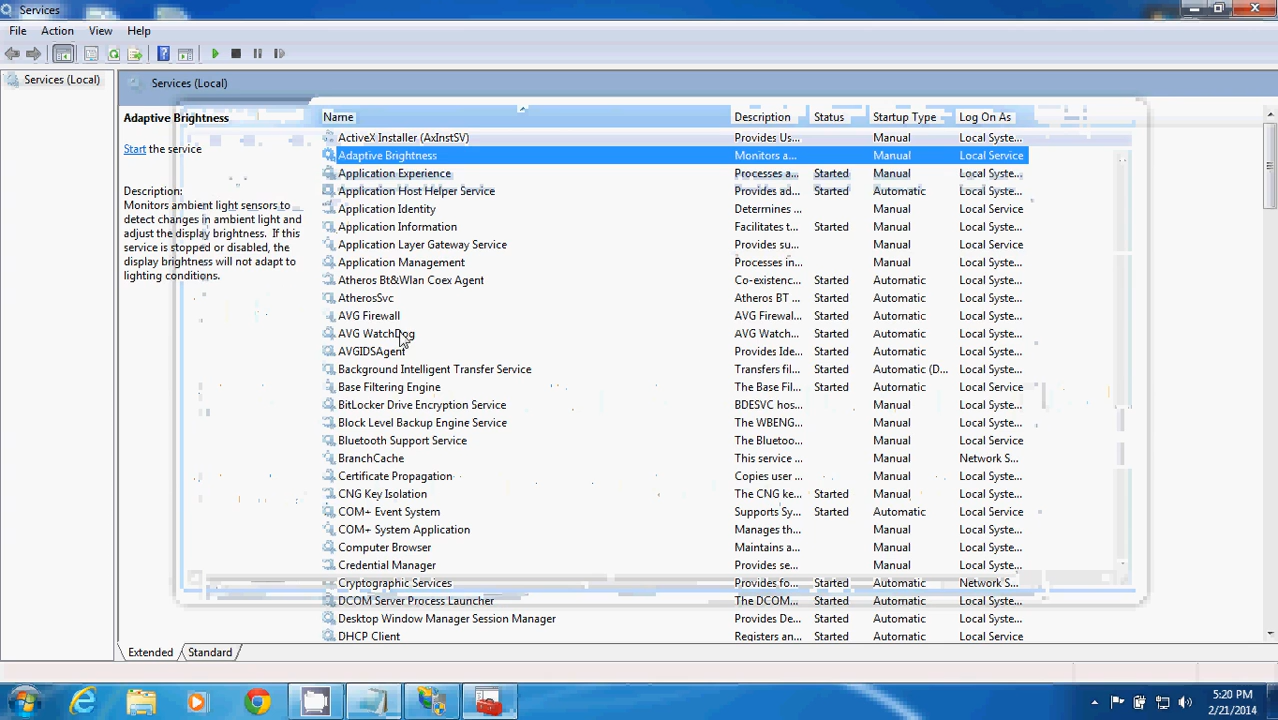 Services
File Action View Help
Services (Local)
Services (Local)
Adaptive Brightness
Start the service
Description:
Monitors ambient light sensors to
detect changes in ambient light and
adjust the display brightness. If this
service is stopped or disabled, the
display brightness will not adapt to
lighting conditions.
Name Description Status Startup Type Log On As
ActiveX Installer (AxInstSV) Provides Us... Manual Local Syste...
Adaptive Brightness Monitors a... Manual Local Service
Application Experience Processes a... Started Manual Local Syste...
Application Host Helper Service Provides ad... Started Automatic Local Syste...
Application Identity Determines ... Manual Local Service
Application Information Facilitates t... Started Manual Local Syste...
Application Layer Gateway Service Provides su... Manual Local Service
Application Management Processes in... Manual Local Syste...
Atheros Bt&Wlan Coex Agent Co-existenc... Started Automatic Local Syste...
AtherosSvc Atheros BT ... Started Automatic Local Syste...
AVG Firewall AVG Firewal... Started Automatic Local Syste...
AVG WatchDog AVG Watch... Started Automatic Local Syste...
AVGIDSAgent Provides Ide... Started Automatic Local Syste...
Background Intelligent Transfer Service Transfers fil... Started Automatic (D... Local Syste...
Base Filtering Engine The Base Fil... Started Automatic Local Service
BitLocker Drive Encryption Service BDESVC hos... Manual Local Syste...
Block Level Backup Engine Service The WBENG... Manual Local Syste...
Bluetooth Support Service The Bluetoo... Manual Local Service
BranchCache This service ... Manual Network S...
Certificate Propagation Copies user ... Manual Local Syste...
CNG Key Isolation The CNG ke... Started Manual Local Syste...
COM+ Event System Supports Sy... Started Automatic Local Service
COM+ System Application Manages th... Manual Local Syste...
Computer Browser Maintains a... Manual Local Syste...
Credential Manager Provides se... Manual Local Syste...
Cryptographic Services Provides fo... Started Automatic Network S...
DCOM Server Process Launcher The DCOM... Started Automatic Local Syste...
Desktop Window Manager Session Manager Provides De... Started Automatic Local Syste...
DHCP Client Registers an... Started Automatic Local Service
Extended Standard
5:20 PM
2/21/2014